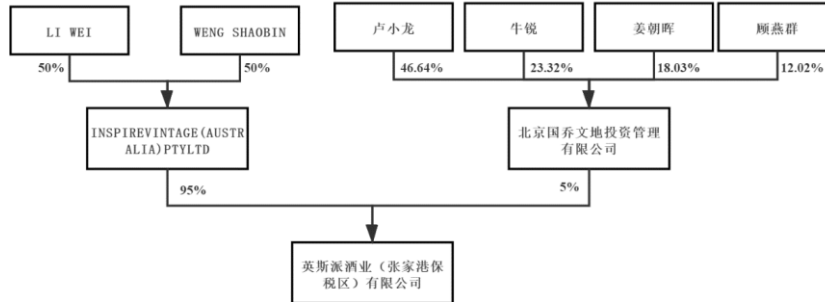 LI WEI
WENG SHAOBIN
卢小龙
牛锐
姜朝晖
顾燕群
50%
50%
46.64%
23.32%
18.03%
12.02%
INSPIREVINTAGE(AUSTR
ALIA)PTYLTD
北京国乔文地投资管理
有限公司
95%
5%
英斯派酒业（张家港保
税区）有限公司